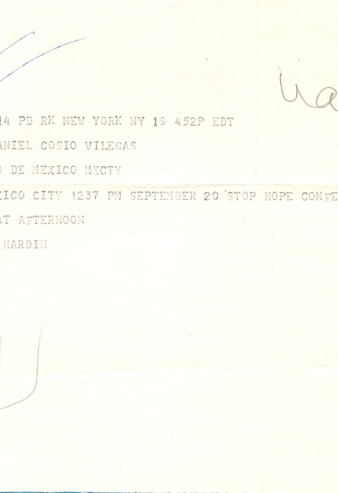 14 PD RK NEW YORK NY 19 452P EDT
ANIEL COSIO VILEGAS
O DE MEXICO MXCTY
XICO CITY 1237 PM SEPTEMBER 20 STOP HOPE CONFE
AT AFTERNOON
HARDIN